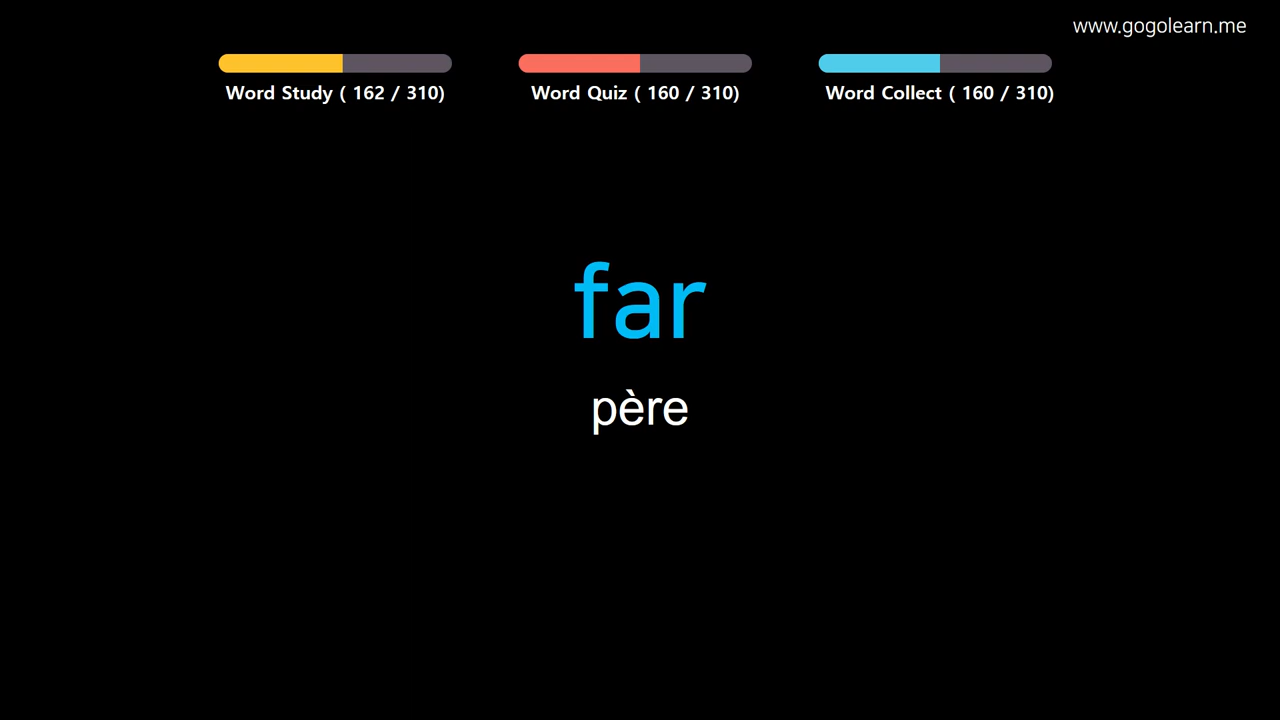 www.gogolearn.me
Word Study ( 162 / 310)
Word Quiz ( 160 / 310)
Word Collect ( 160 / 310)
far
père